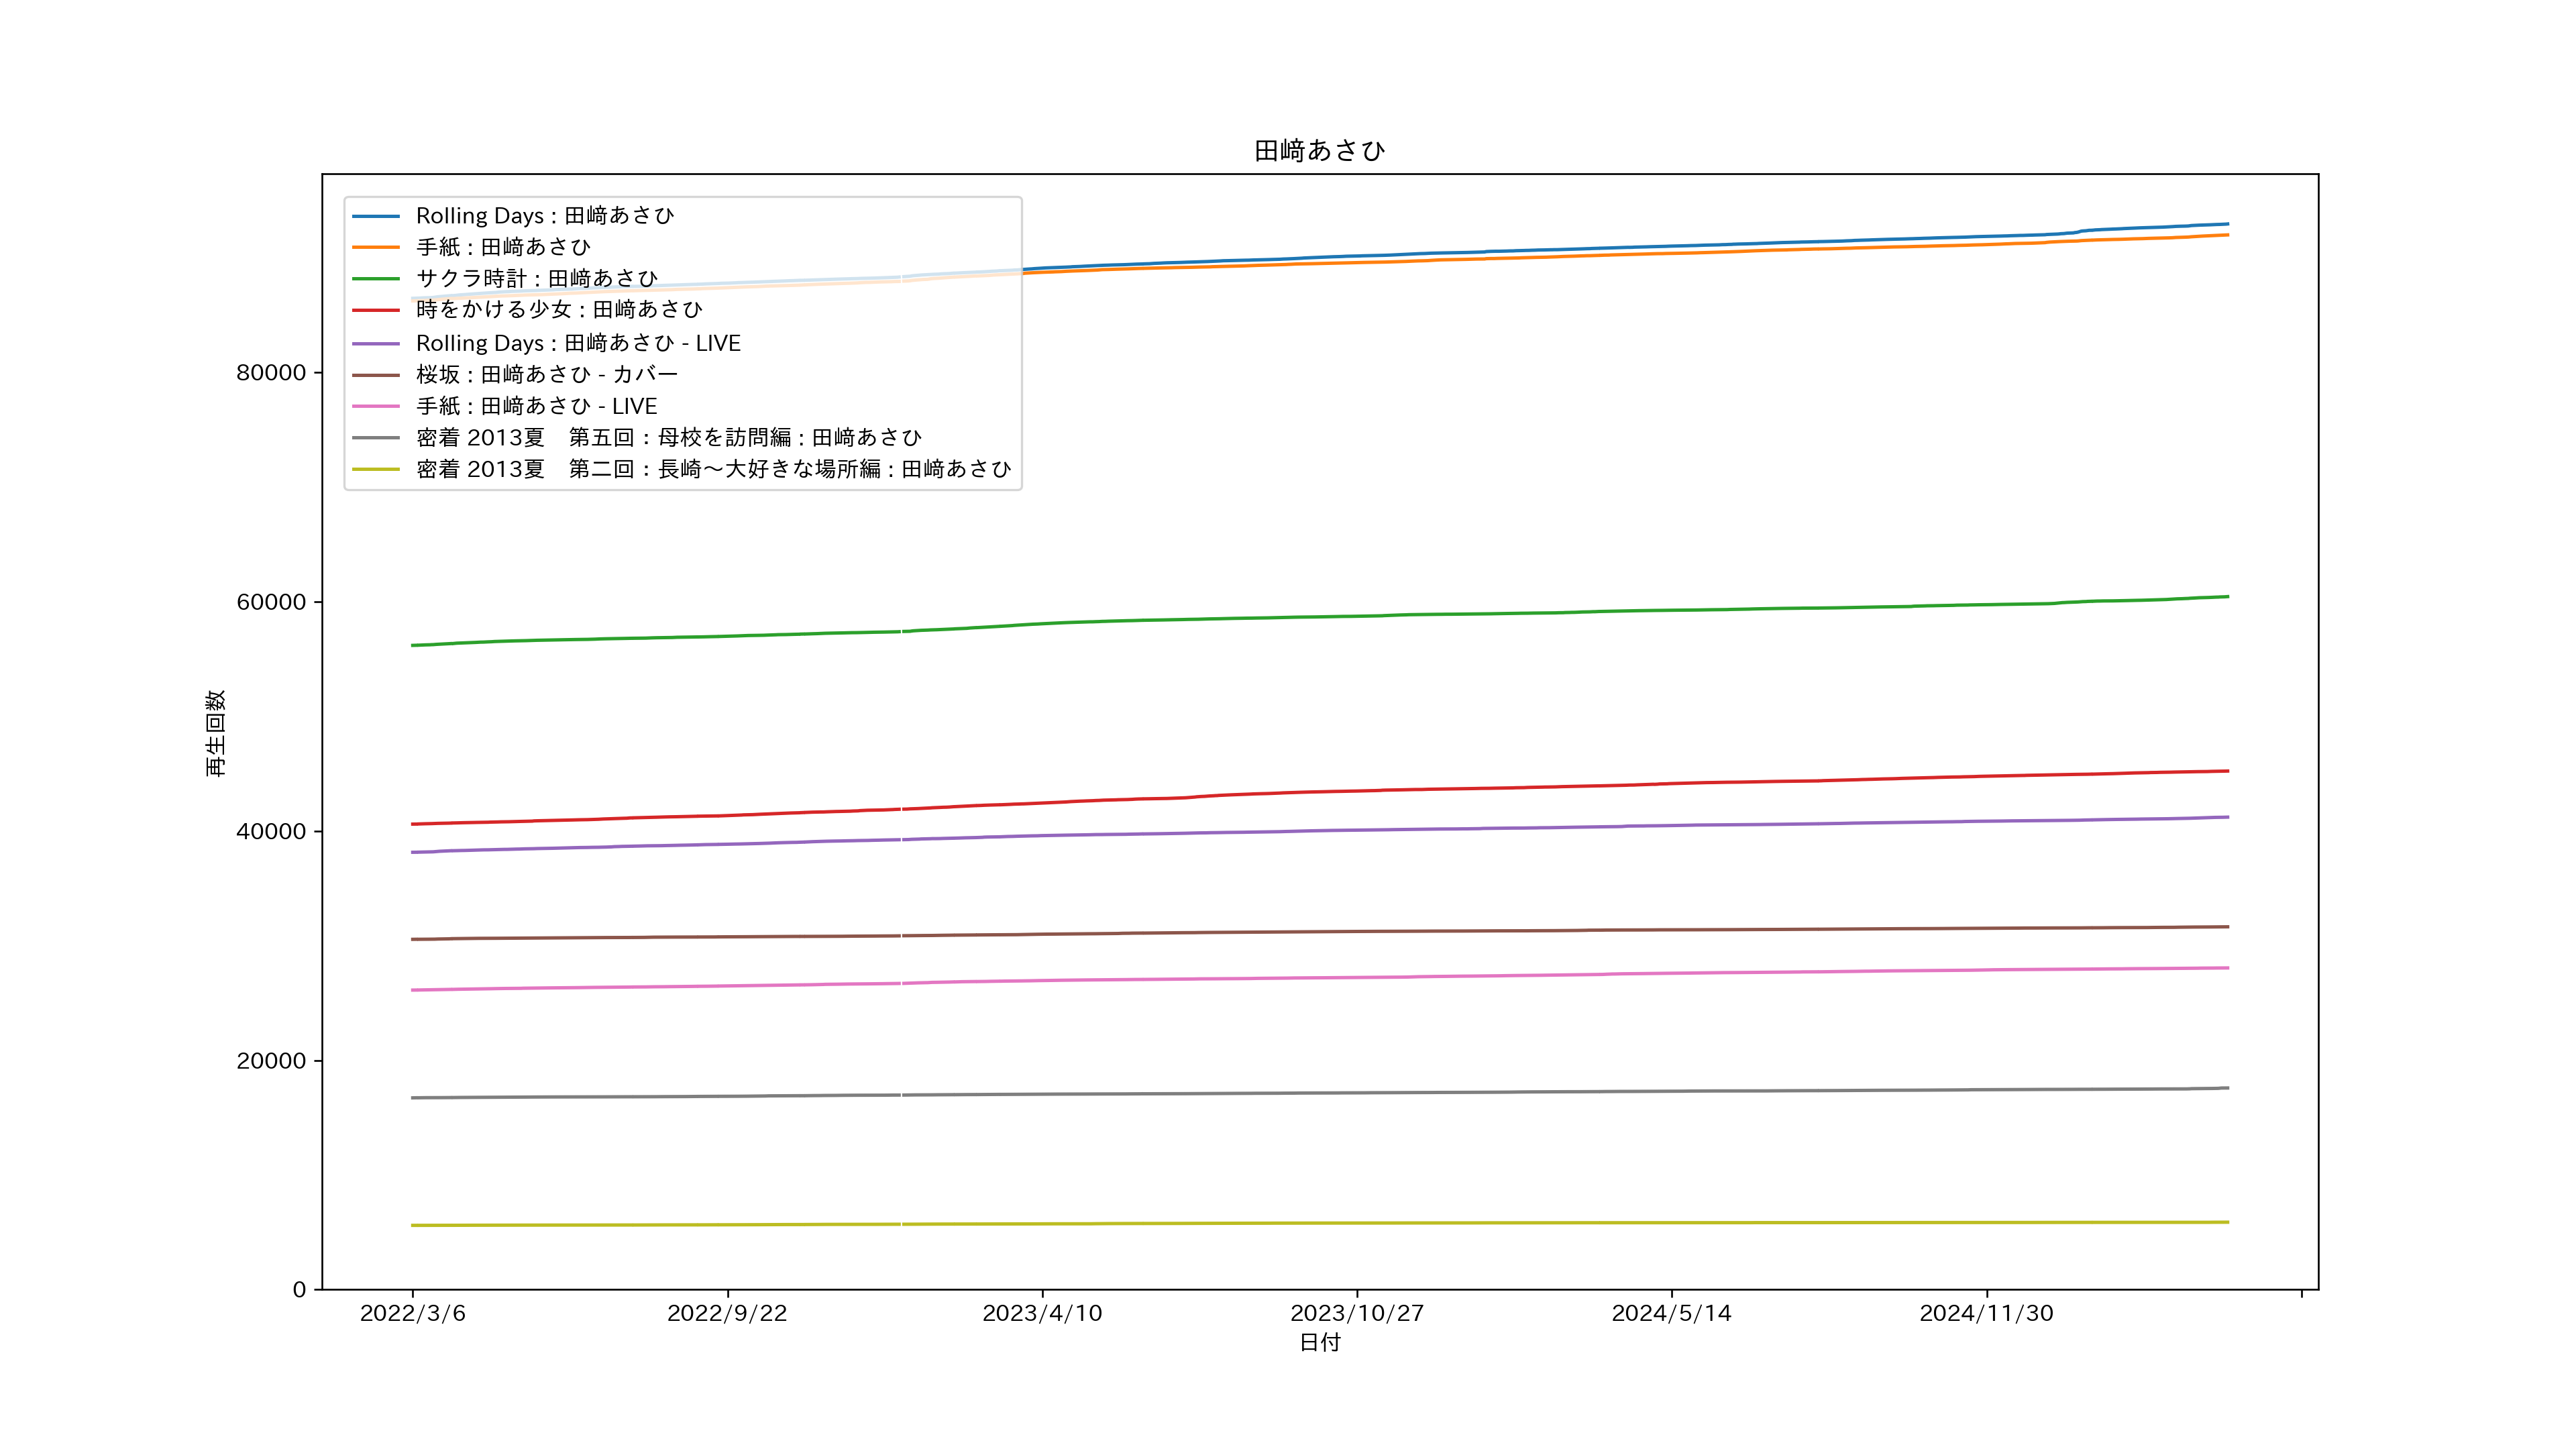 田﨑あさひ
Rolling Days : 田﨑あさひ
手紙 : 田﨑あさひ
サクラ時計 : 田﨑あさひ
時をかける少女 : 田﨑あさひ
Rolling Days : 田﨑あさひ - LIVE
桜坂 : 田﨑あさひ - カバー
手紙 : 田﨑あさひ - LIVE
密着 2013夏　第五回：母校を訪問編 : 田﨑あさひ
密着 2013夏　第二回：長崎～大好きな場所編 : 田﨑あさひ
80000
60000
40000
20000
0
再生回数
2022/3/6 2022/9/22 2023/4/10 2023/10/27 2024/5/14 2024/11/30
日付